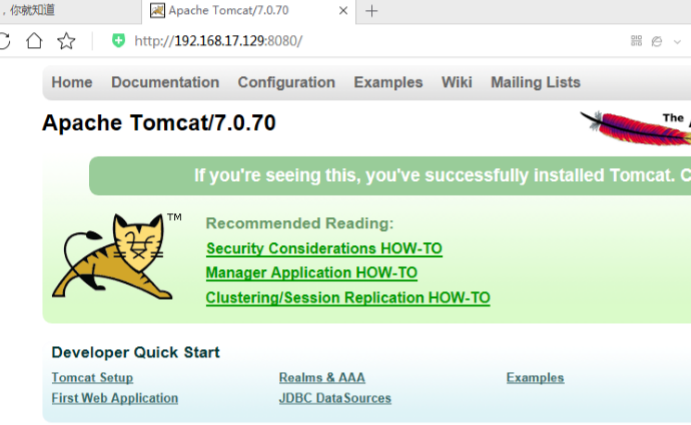 ，你就知道
Apache Tomcat/7.0.70
http://192.168.17.129:8080/
Home Documentation Configuration Examples Wiki Mailing Lists
Apache Tomcat/7.0.70
The
If you're seeing this, you've successfully installed Tomcat. C
TM
Recommended Reading:
Security Considerations HOW-TO
Manager Application HOW-TO
Clustering/Session Replication HOW-TO
Developer Quick Start
Tomcat Setup Realms & AAA Examples
First Web Application JDBC DataSources